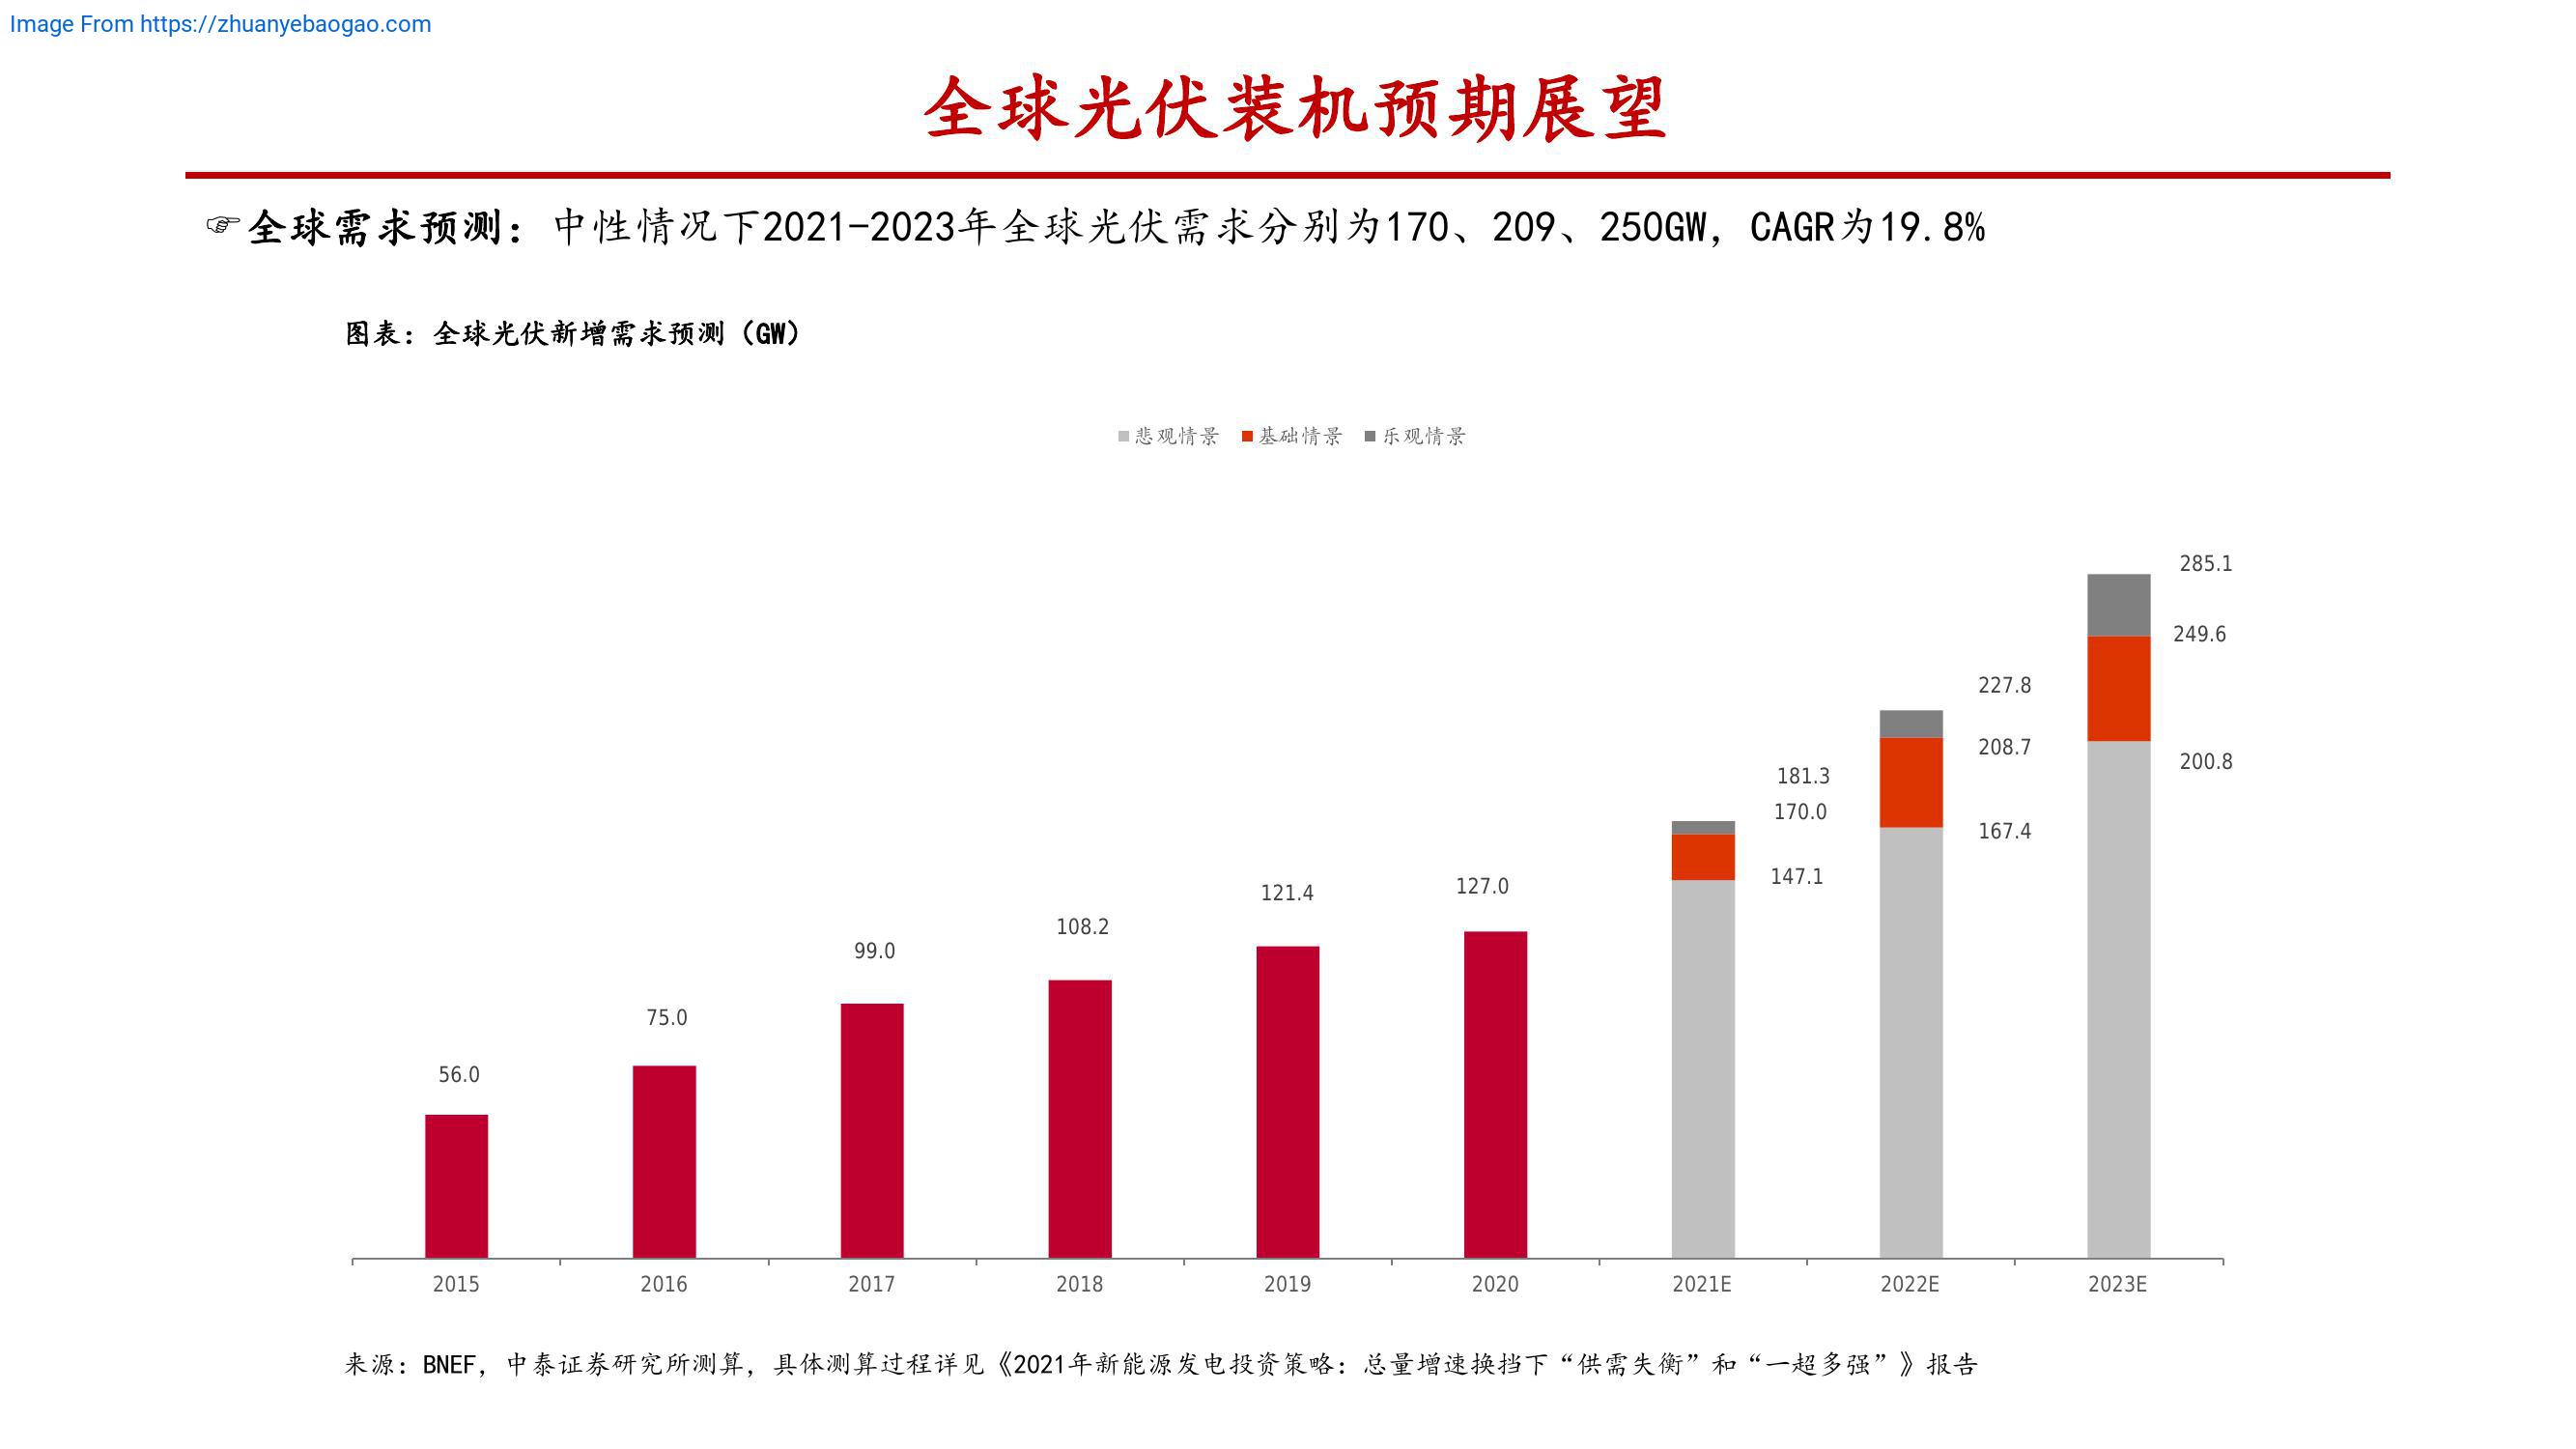 Image From https://zhuanyebaogao.com
全球光伏装机预期展望
☞全球需求预测：中性情况下2021-2023年全球光伏需求分别为170、209、250GW，CAGR为19.8%
图表：全球光伏新增需求预测（GW）
悲观情景 基础情景 乐观情景
285.1
249.6
227.8
208.7
200.8
181.3
170.0
167.4
147.1
127.0
121.4
108.2
99.0
75.0
56.0
2015 2016 2017 2018 2019 2020 2021E 2022E 2023E
来源：BNEF，中泰证券研究所测算，具体测算过程详见《2021年新能源发电投资策略：总量增速换挡下“供需失衡”和“一超多强”》报告